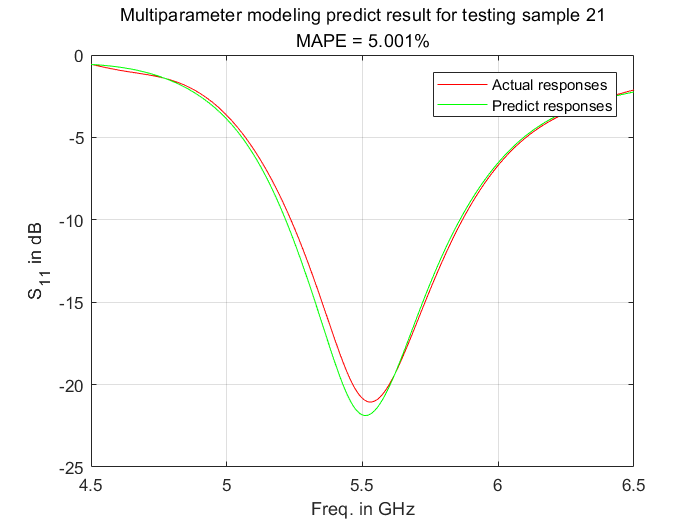 Multiparameter modeling predict result for testing sample 21
MAPE = 5.001%
0
-5
-10
-15
-20
-25
S11 in dB
Actual responses
Predict responses
4.5 5 5.5 6 6.5
Freq. in GHz